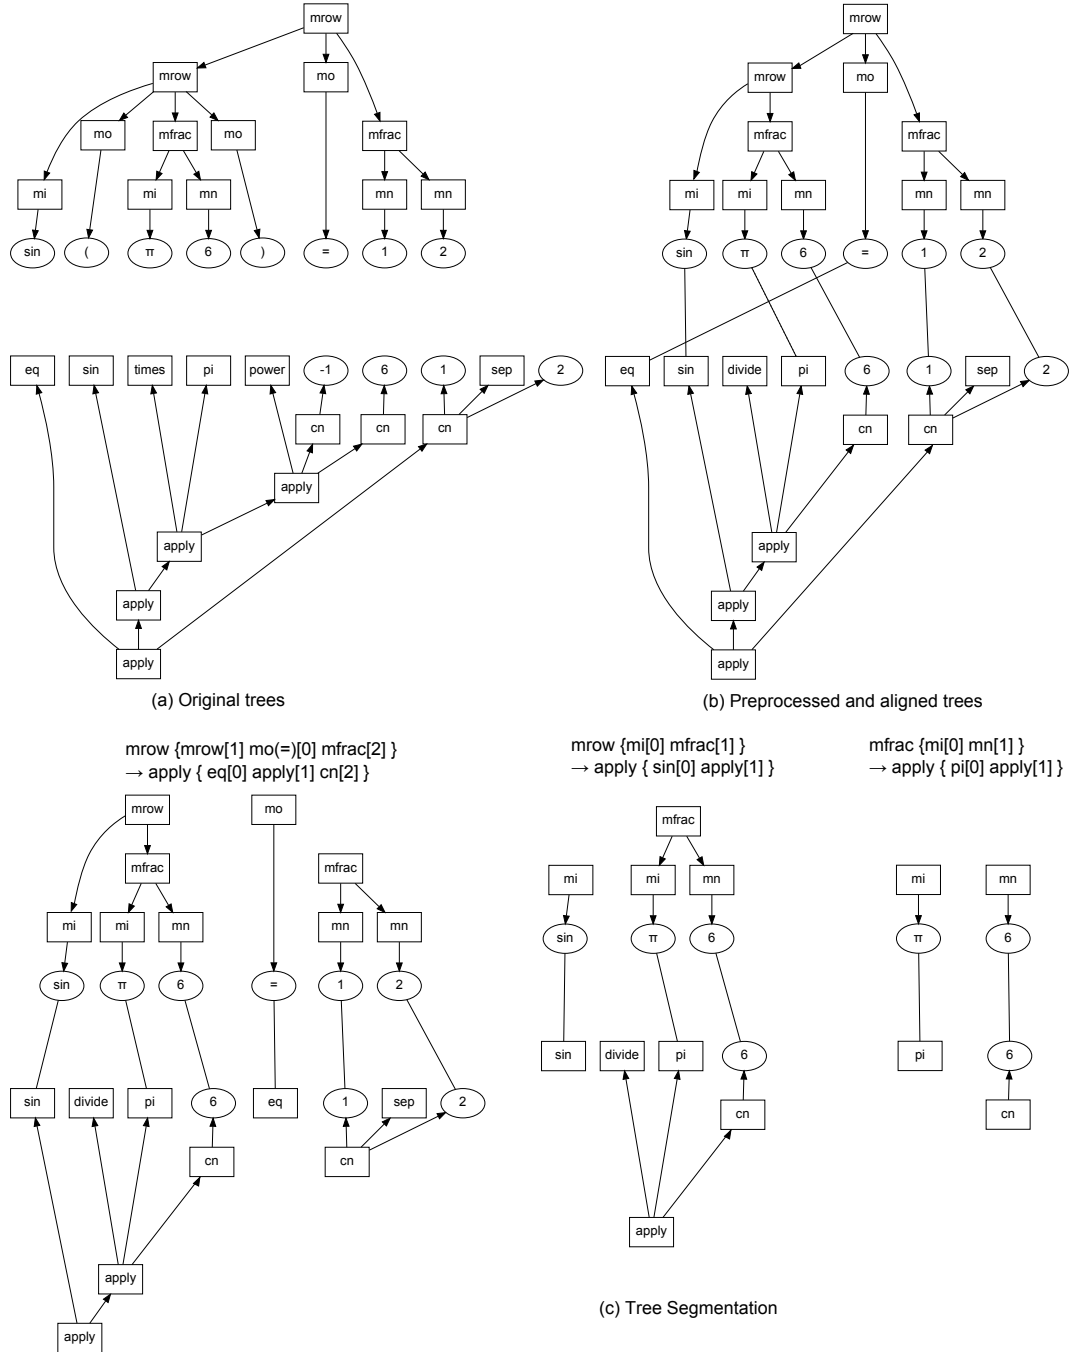 mrow
mrow mo
mo mfrac mo mfrac
mi mi mn mn mn
sin ( π 6 ) = 1 2
eq sin times pi power -1 6 1 sep 2
cn cn cn
apply
apply
apply
apply
(a) Original trees
mrow
mrow mo
mfrac mfrac
mi mi mn mn mn
sin π 6 = 1 2
eq sin divide pi 6 1 sep 2
cn cn
apply
apply
apply
(b) Preprocessed and aligned trees
mrow {mrow[1] mo(=)[0] mfrac[2] }
→ apply { eq[0] apply[1] cn[2] }
mrow mo
mfrac mfrac
mi mi mn mn mn
sin π 6 = 1 2
sin divide pi 6 eq 1 sep 2
cn cn
apply
apply
mrow {mi[0] mfrac[1] }
→ apply { sin[0] apply[1] }
mfrac
mi mi mn
sin π 6
sin divide pi 6
cn
apply
mfrac {mi[0] mn[1] }
→ apply { pi[0] apply[1] }
mi mn
π 6
pi 6
cn
(c) Tree Segmentation